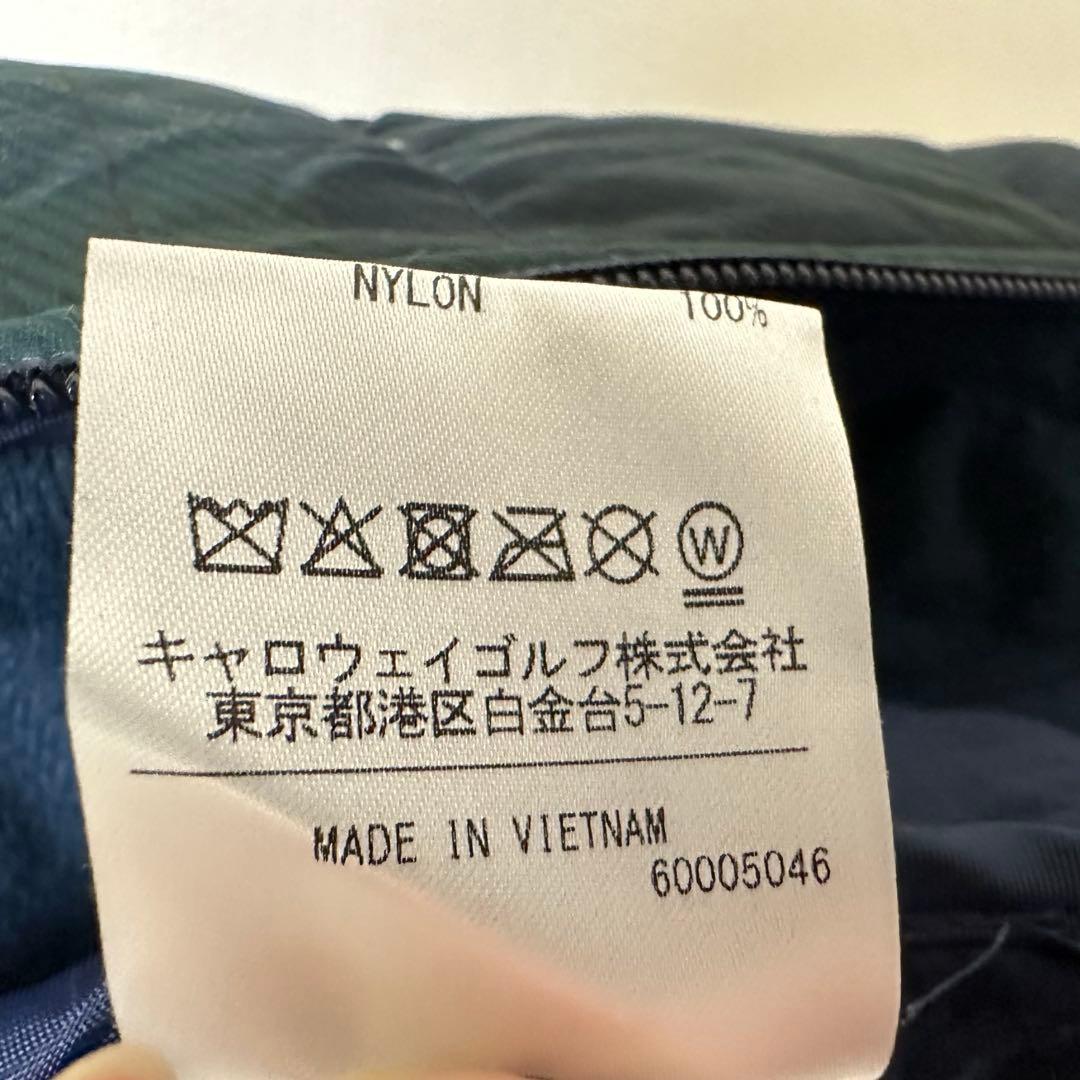 NYLON 100%
W
キャロウェイゴルフ株式会社
東京都港区白金台5-12-7
MADE IN VIETNAM
60005046